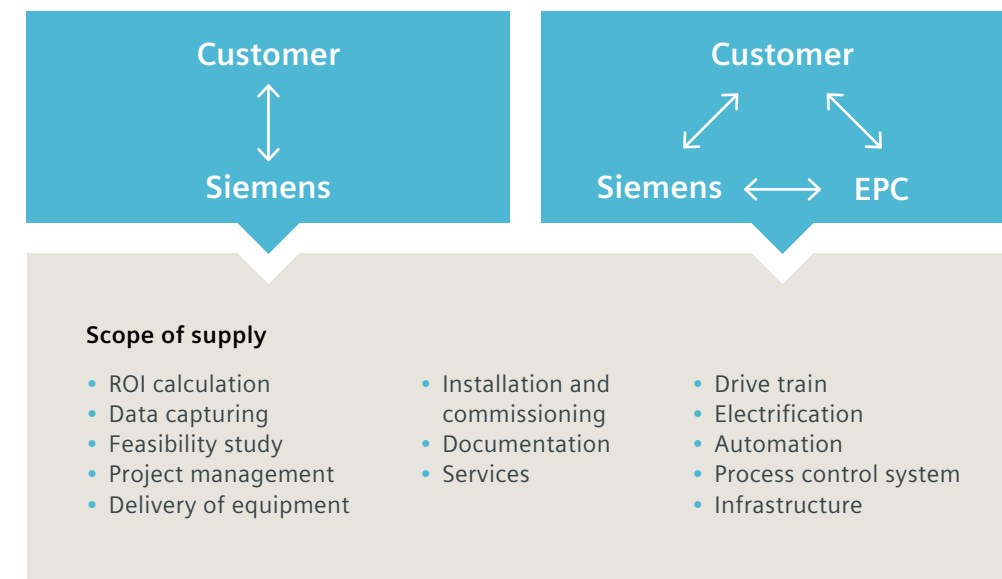 Customer
Siemens
Customer
Siemens
EPC
Scope of supply
• ROI calculation
• Data capturing
• Feasibility study
• Project management
• Delivery of equipment
• Installation and
commissioning
• Documentation
• Services
• Drive train
• Electrification
• Automation
• Process control system
• Infrastructure